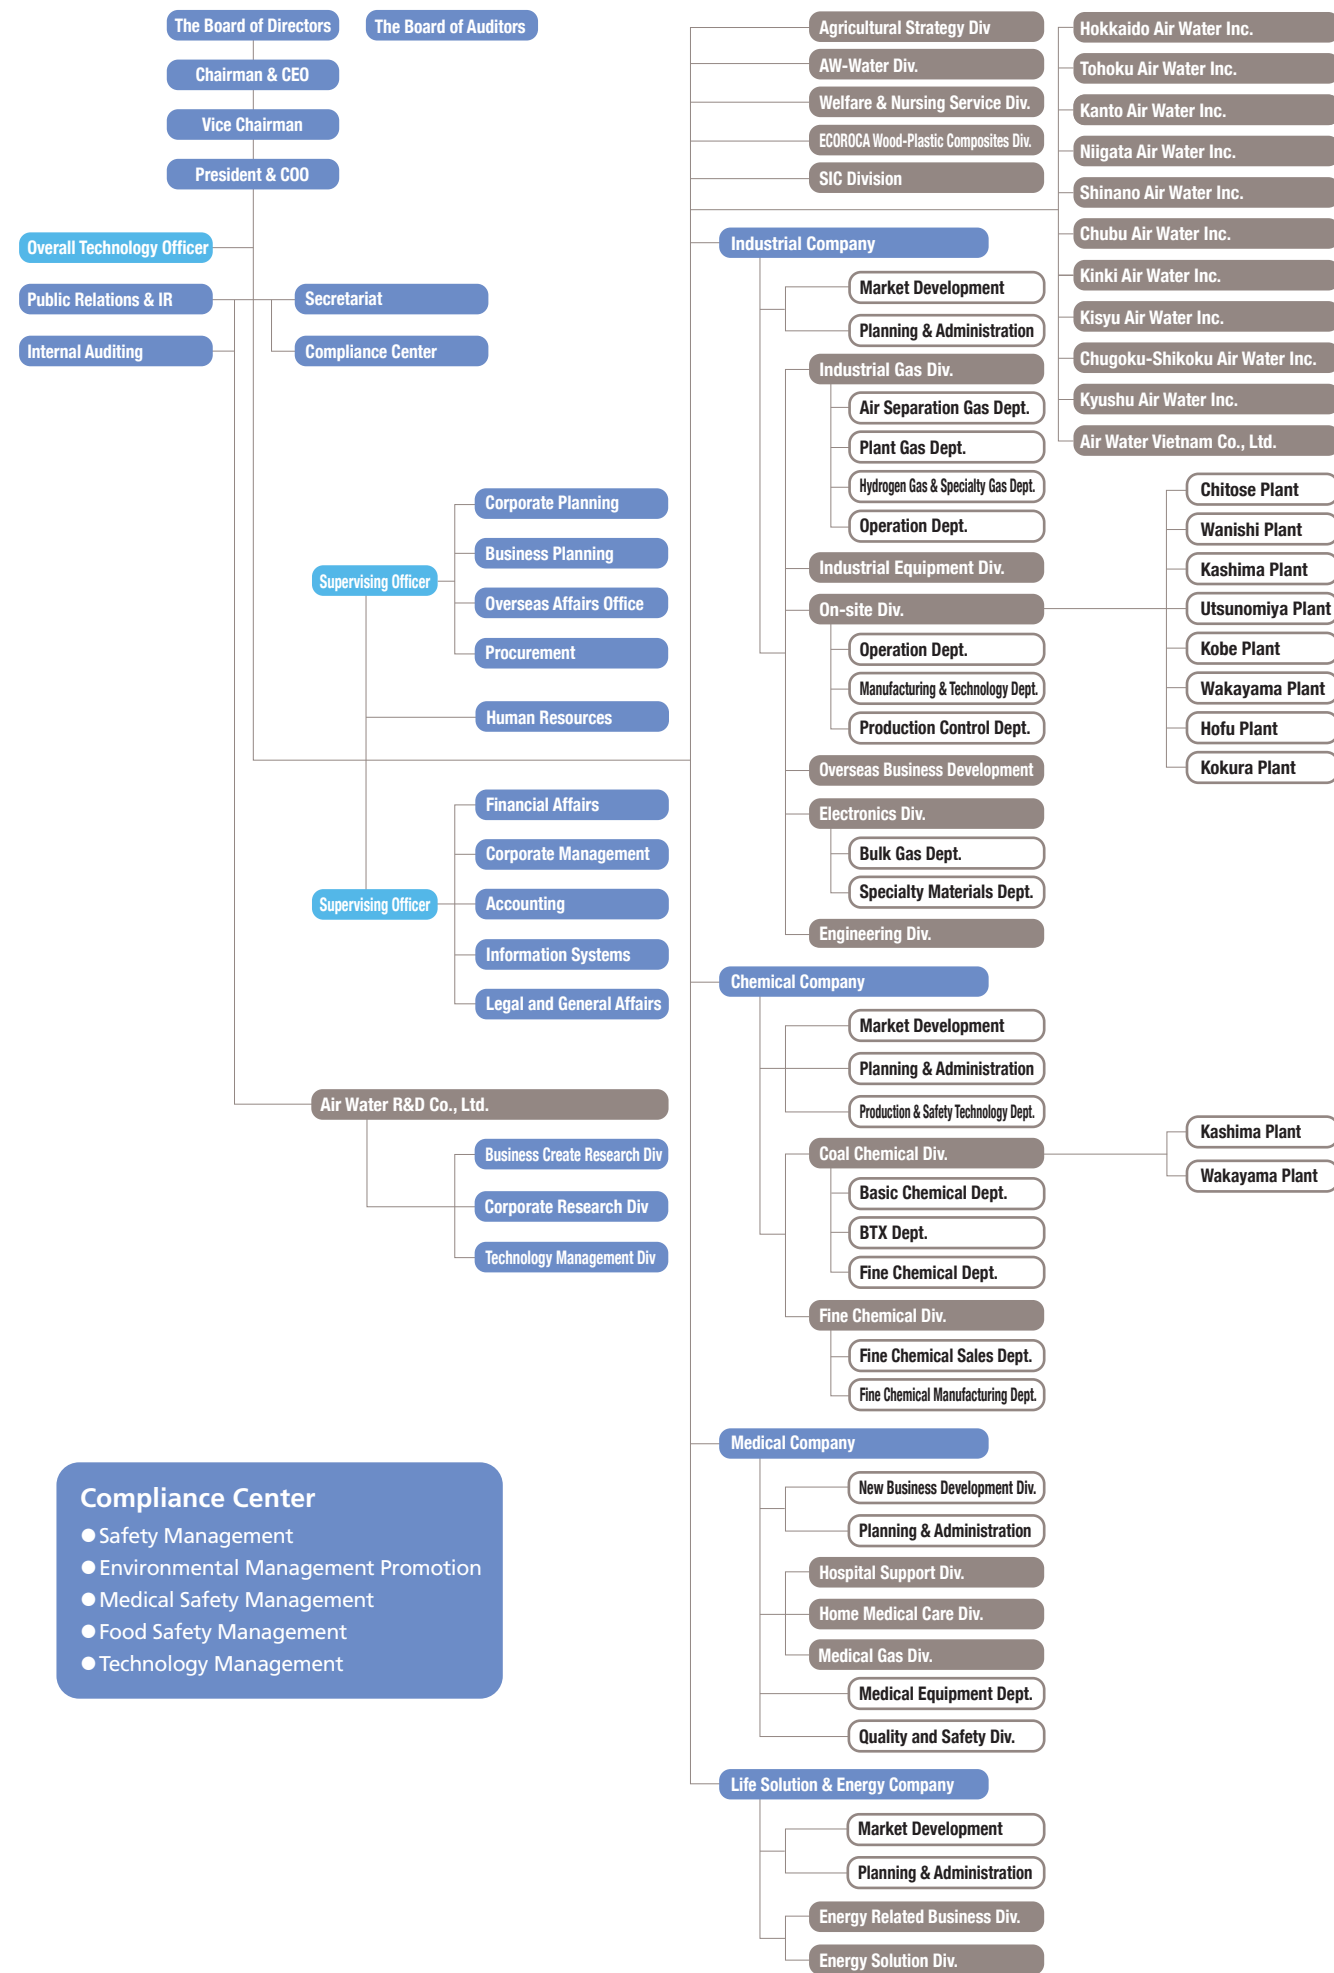 The Board of Directors
The Board of Auditors
Chairman & CEO
Vice Chairman
President & COO
Overall Technology Officer
Public Relations & IR
Secretariat
Internal Auditing
Compliance Center
Corporate Planning
Business Planning
Supervising Officer
Overseas Affairs Office
Procurement
Human Resources
Financial Affairs
Corporate Management
Supervising Officer
Accounting
Information Systems
Legal and General Affairs
Air Water R&D Co., Ltd.
Business Create Research Div
Corporate Research Div
Technology Management Div
Compliance Center
●Safety Management
●Environmental Management Promotion
●Medical Safety Management
●Food Safety Management
●Technology Management
Agricultural Strategy Div
AW-Water Div.
Welfare & Nursing Service Div.
ECOROCA Wood-Plastic Composites Div.
SIC Division
Industrial Company
Market Development
Planning & Administration
Industrial Gas Div.
Air Separation Gas Dept.
Plant Gas Dept.
Hydrogen Gas & Specialty Gas Dept.
Operation Dept.
Industrial Equipment Div.
On-site Div.
Operation Dept.
Manufacturing & Technology Dept.
Production Control Dept.
Overseas Business Development
Electronics Div.
Bulk Gas Dept.
Specialty Materials Dept.
Engineering Div.
Chemical Company
Market Development
Planning & Administration
Production & Safety Technology Dept.
Coal Chemical Div.
Basic Chemical Dept.
BTX Dept.
Fine Chemical Dept.
Fine Chemical Div.
Fine Chemical Sales Dept.
Fine Chemical Manufacturing Dept.
Medical Company
New Business Development Div.
Planning & Administration
Hospital Support Div.
Home Medical Care Div.
Medical Gas Div.
Medical Equipment Dept.
Quality and Safety Div.
Life Solution & Energy Company
Market Development
Planning & Administration
Energy Related Business Div.
Energy Solution Div.
Hokkaido Air Water Inc.
Tohoku Air Water Inc.
Kanto Air Water Inc.
Niigata Air Water Inc.
Shinano Air Water Inc.
Chubu Air Water Inc.
Kinki Air Water Inc.
Kisyu Air Water Inc.
Chugoku-Shikoku Air Water Inc.
Kyushu Air Water Inc.
Air Water Vietnam Co., Ltd.
Chitose Plant
Wanishi Plant
Kashima Plant
Utsunomiya Plant
Kobe Plant
Wakayama Plant
Hofu Plant
Kokura Plant
Kashima Plant
Wakayama Plant